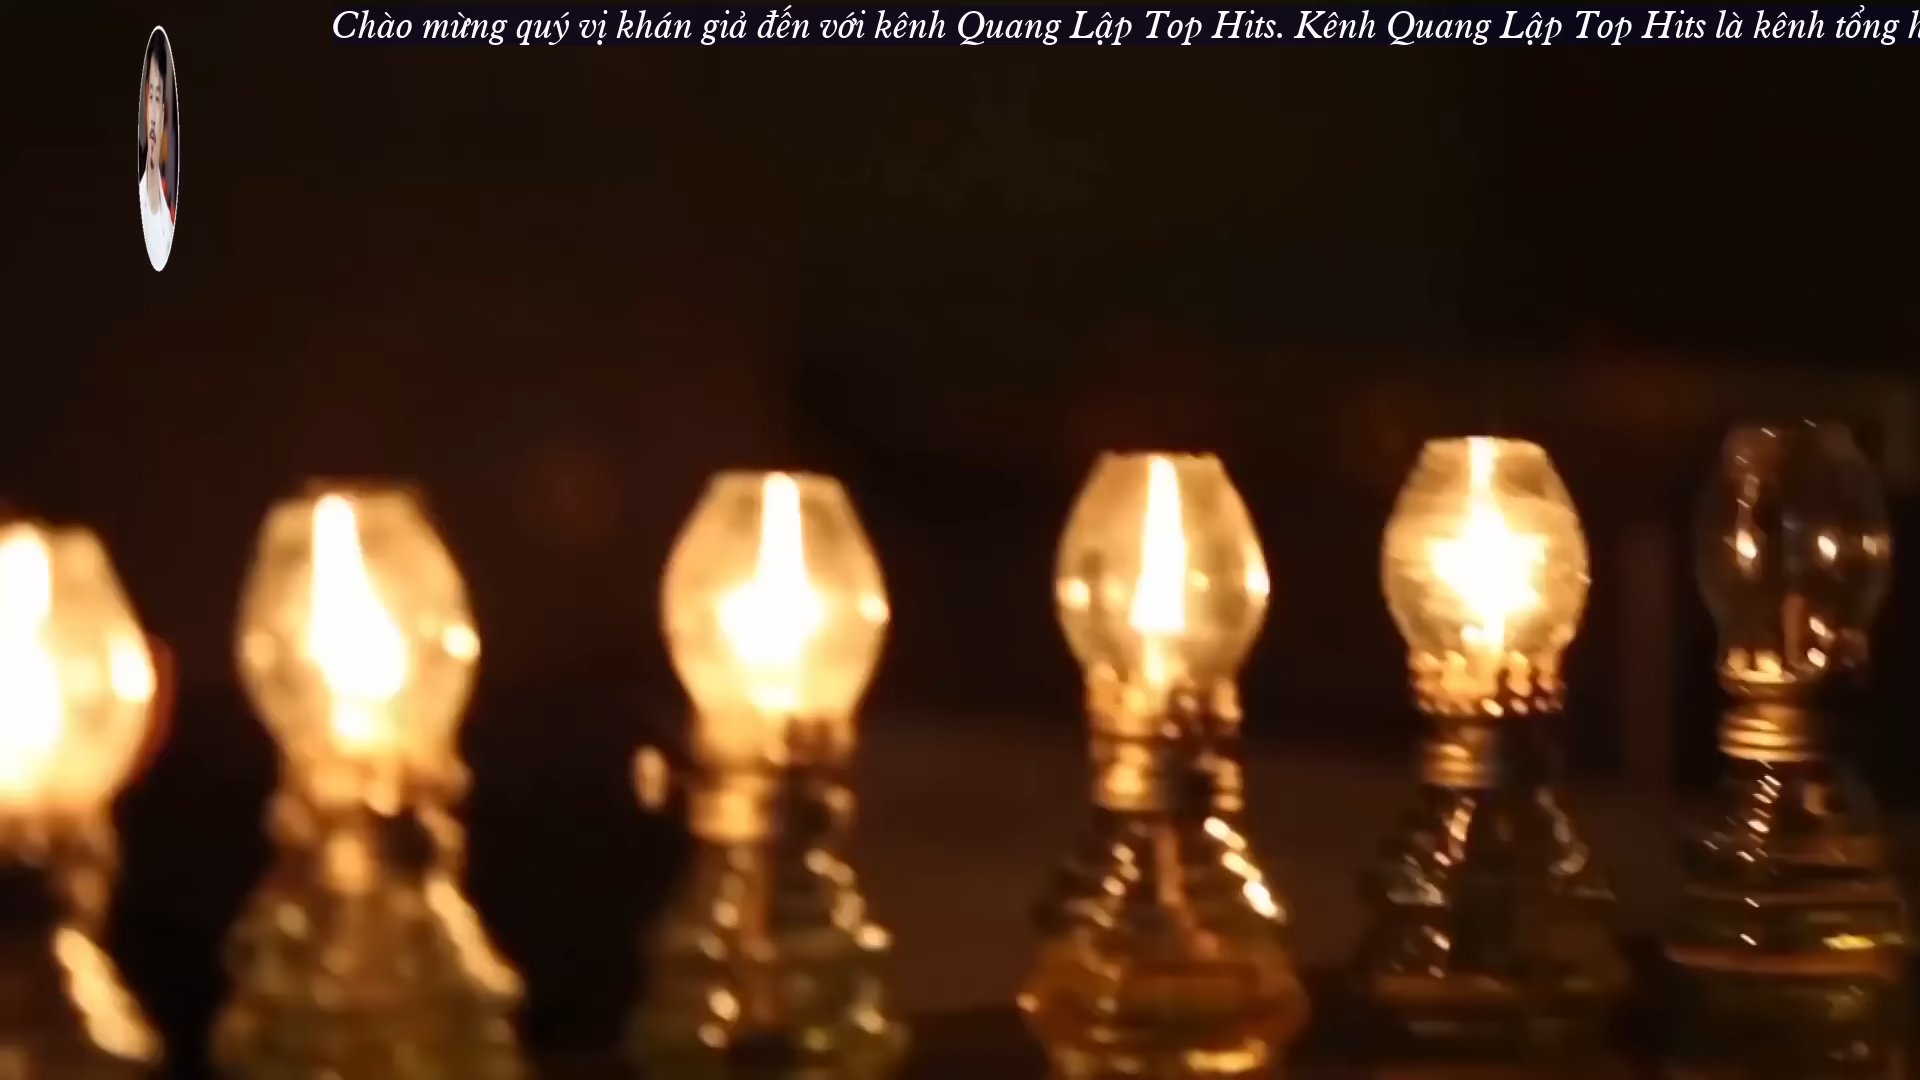 Chào mừng quý vị khán giả đến với kênh Quang Lập Top Hits. Kênh Quang Lập Top Hits là kênh tổng